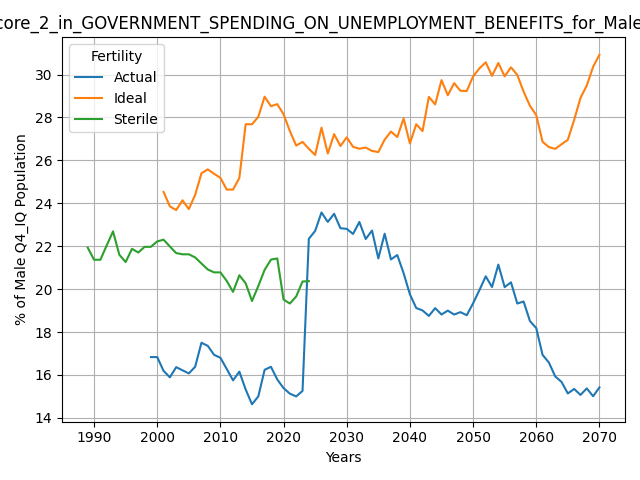 core_2_in_GOVERNMENT_SPENDING_ON_UNEMPLOYMENT_BENEFITS_for_Male
Fertility
Actual
Ideal
Sterile
% of Male Q4_IQ Population
30
28
26
24
22
20
18
16
14
1990
2000
2010
2020
2030
2040
2050
2060
2070
Years